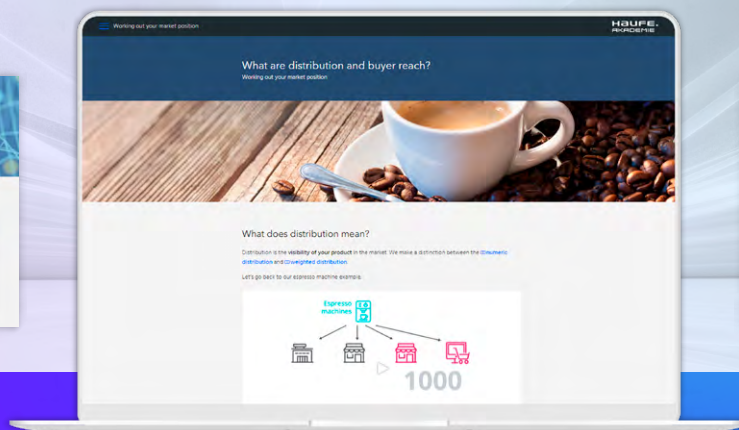 Working out your market position
HAUFE.
AKADEMIE
What are distribution and buyer reach?
Working out your market position
What does distribution mean?
Distribution is the visibility of your product in the market. We make a distinction between the numeric
distribution and weighted distribution.
Let's go back to our espresso machine example.
Espresso
machines
1000